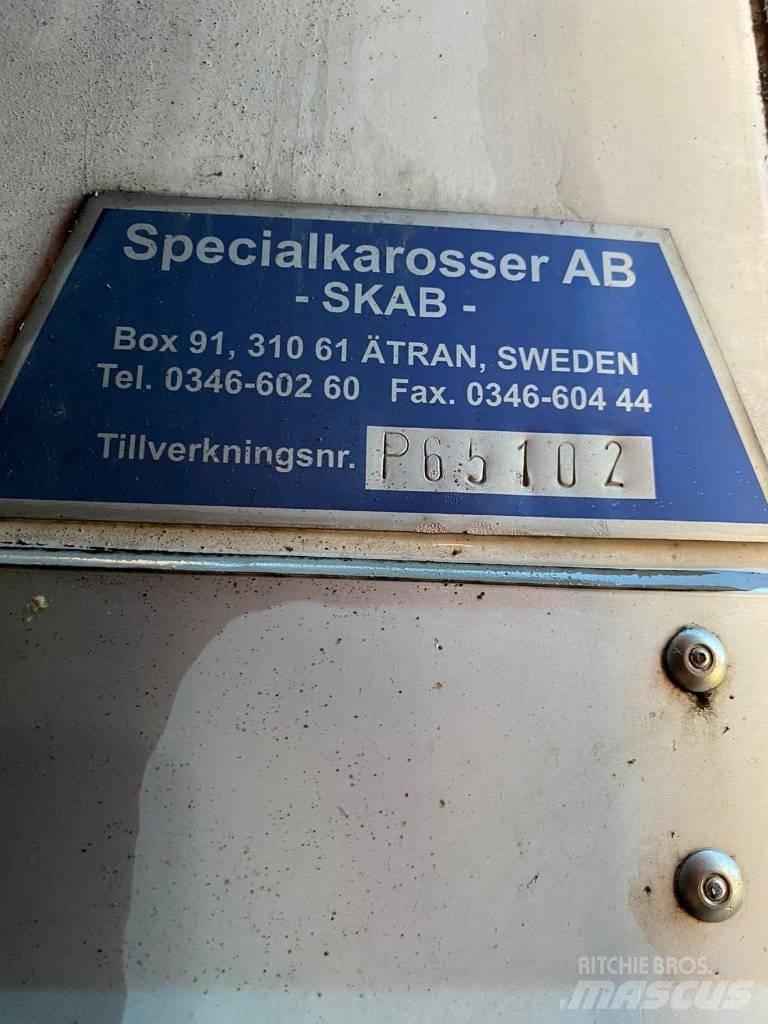 Specialkarosser AB
- SKAB -
Box 91, 310 61 ÄTRAN, SWEDEN
Tel. 0346-602 60 Fax. 0346-604 44
Tillverkningsnr. P65102
RITCHIE BROS.
MASCUS